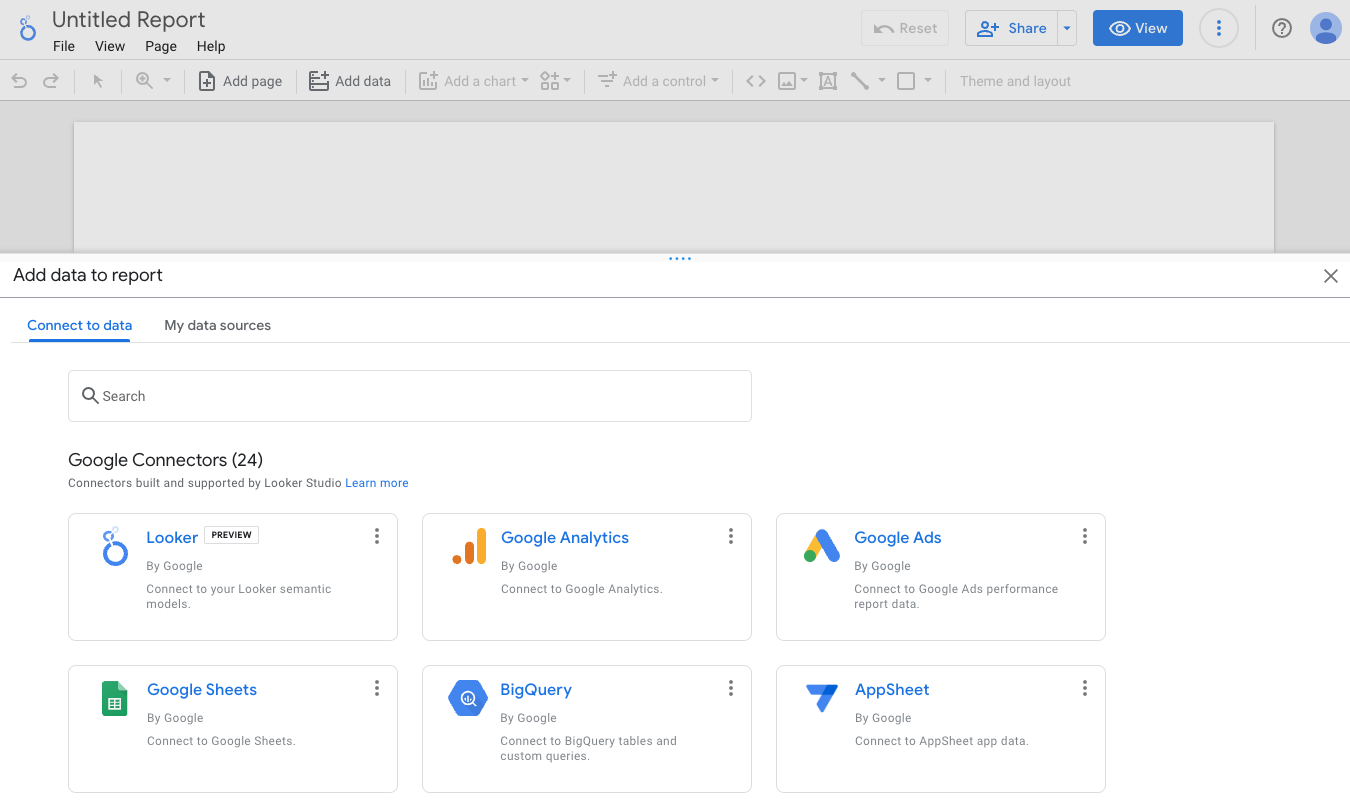 Untitled Report
File View Page Help
Reset Share View
Add page Add data Add a chart Add a control Theme and layout
Add data to report
Connect to data My data sources
Search
Google Connectors (24)
Connectors built and supported by Looker Studio Learn more
Looker PREVIEW
By Google
Connect to your Looker semantic
models.
Google Analytics
By Google
Connect to Google Analytics.
Google Ads
By Google
Connect to Google Ads performance
report data.
Google Sheets
By Google
Connect to Google Sheets.
BigQuery
By Google
Connect to BigQuery tables and
custom queries.
AppSheet
By Google
Connect to AppSheet app data.